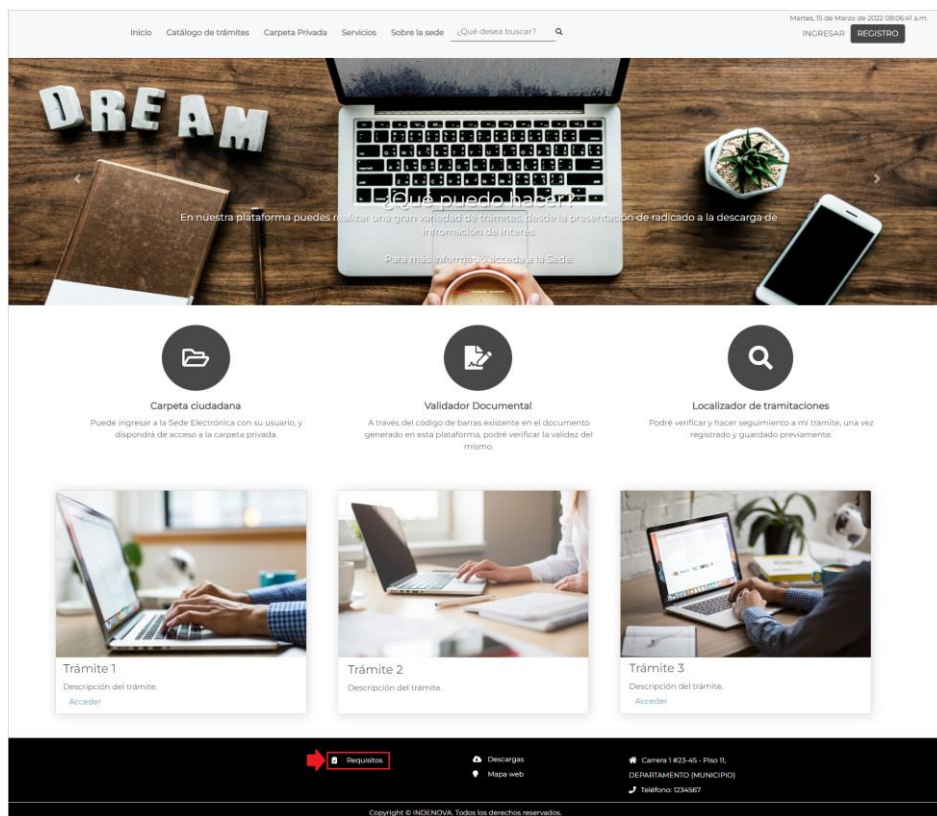 Martes, 15 de Marzo de 2022 08:06:41 a.m.
Inicio Catálogo de trámites Carpeta Privada Servicios Sobre la sede ¿Qué desea buscar? INGRESAR REGISTRO
DREAM
¿Qué puedo hacer?
En nuestra plataforma puedes realizar una gran variedad de trámites, desde la presentación de radicado a la descarga de
infromación de interés.
Para más informació acceda a la Sede.
Carpeta ciudadana
Puede ingresar a la Sede Electrónica con su usuario, y
dispondrá de acceso a la carpeta privada.
Validador Documental
A través del código de barras existente en el documento
generado en esta plataforma, podré verificar la validez del
mismo.
Localizador de tramitaciones
Podré verificar y hacer seguimiento a mi trámite, una vez
registrado y guardado previamente.
Trámite 1
Descripción del trámite.
Acceder
Trámite 2
Descripción del trámite.
Trámite 3
Descripción del trámite.
Acceder
Requisitos
Descargas
Mapa web
Carrera 1 #23-45 - Piso 11,
DEPARTAMENTO (MUNICIPIO)
Teléfono: 1234567
Copyright © INDENOVA. Todos los derechos reservados.